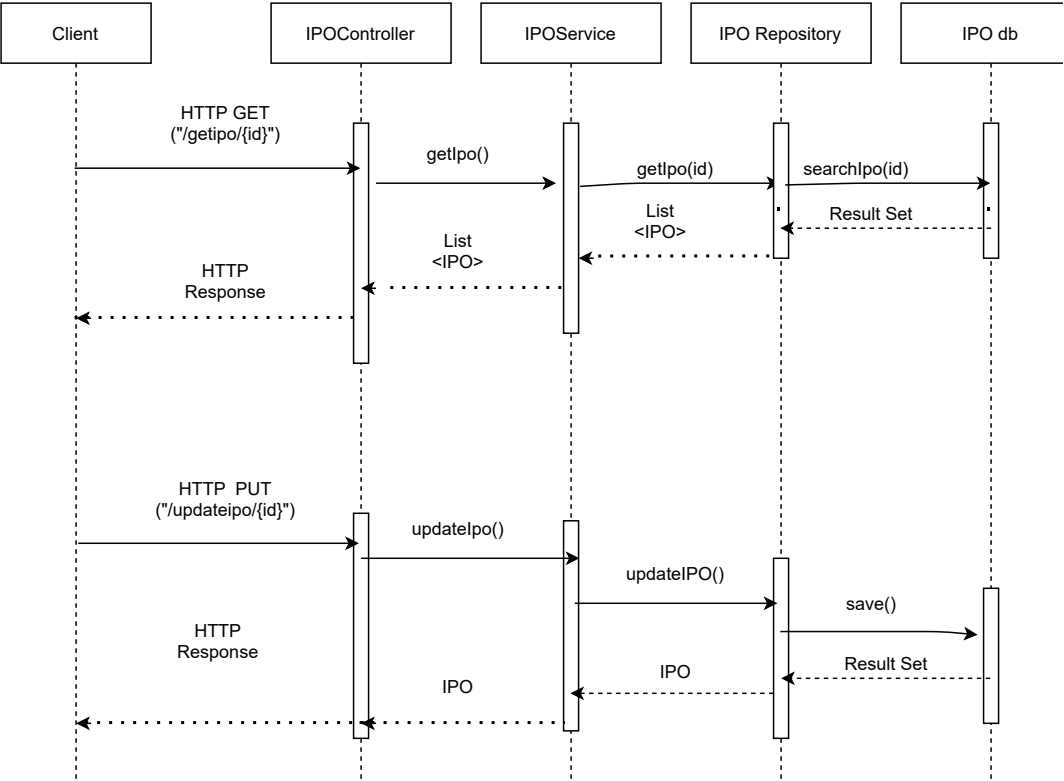 Client
IPOController
IPOService
IPO Repository
IPO db
HTTP GET
("/getipo/{id}")
getIpo()
getIpo(id)
searchIpo(id)
Result Set
List
<IPO>
List
<IPO>
HTTP
Response
HTTP  PUT
("/updateipo/{id}")
updateIpo()
updateIPO()
save()
Result Set
IPO
IPO
HTTP
Response